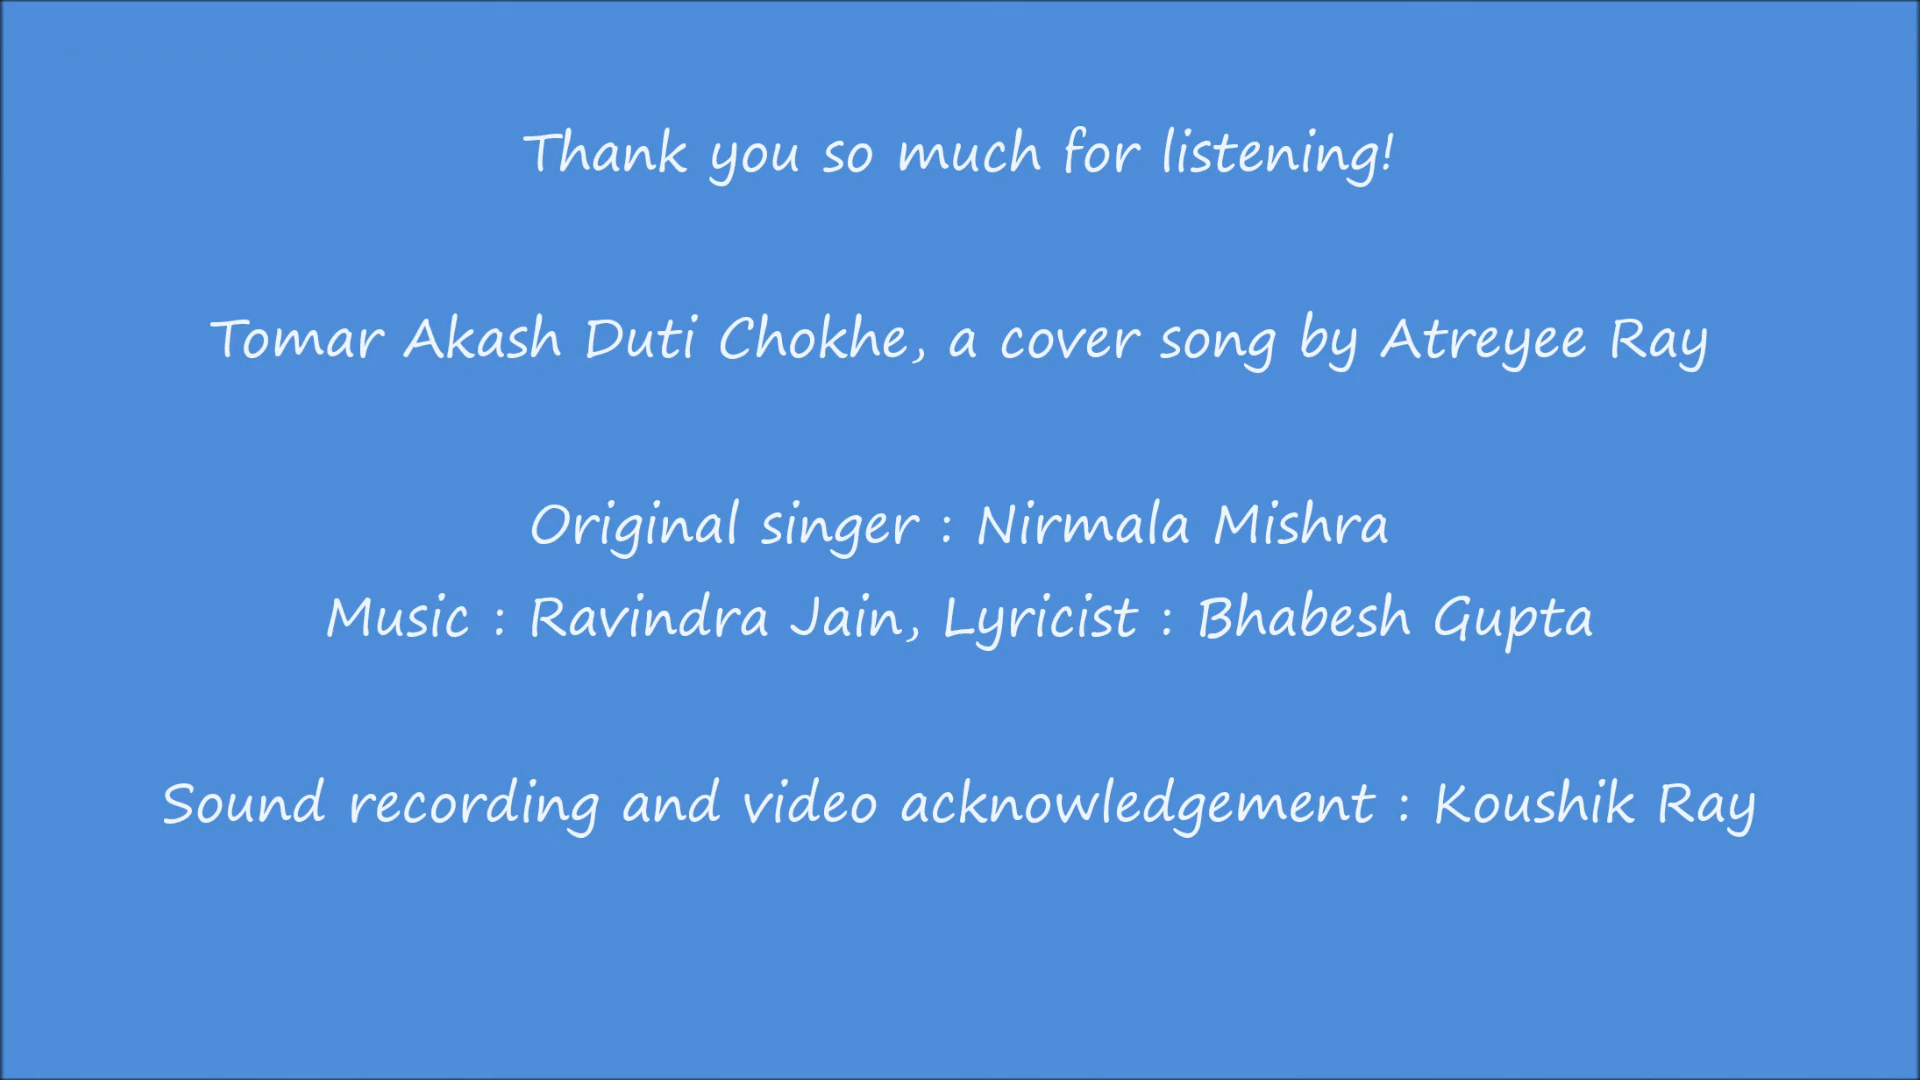 Thank you so much for listening!
Tomar Akash Duti Chokhe, a cover song by Atreyee Ray
Original singer : Nirmala Mishra
Music : Ravindra Jain, Lyricist : Bhabesh Gupta
Sound recording and video acknowledgement : Koushik Ray